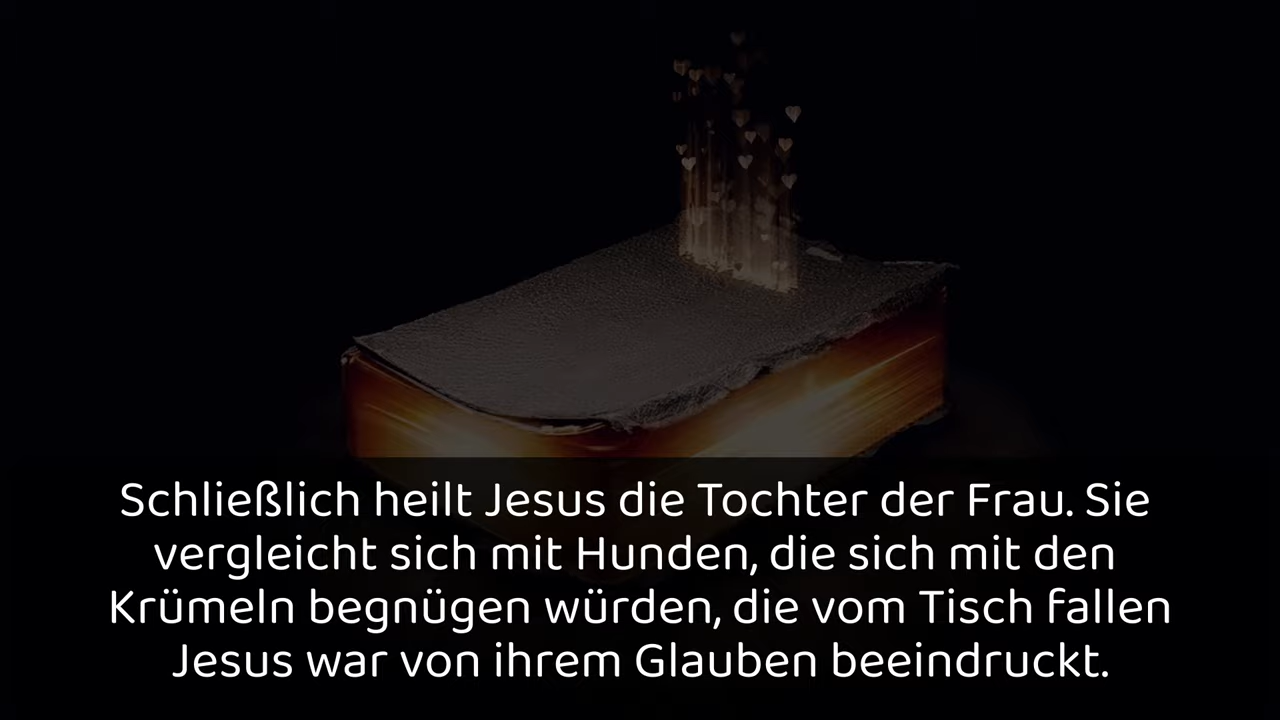 Schließlich heilt Jesus die Tochter der Frau. Sie
vergleicht sich mit Hunden, die sich mit den
Krümeln begnügen würden, die vom Tisch fallen
Jesus war von ihrem Glauben beeindruckt.